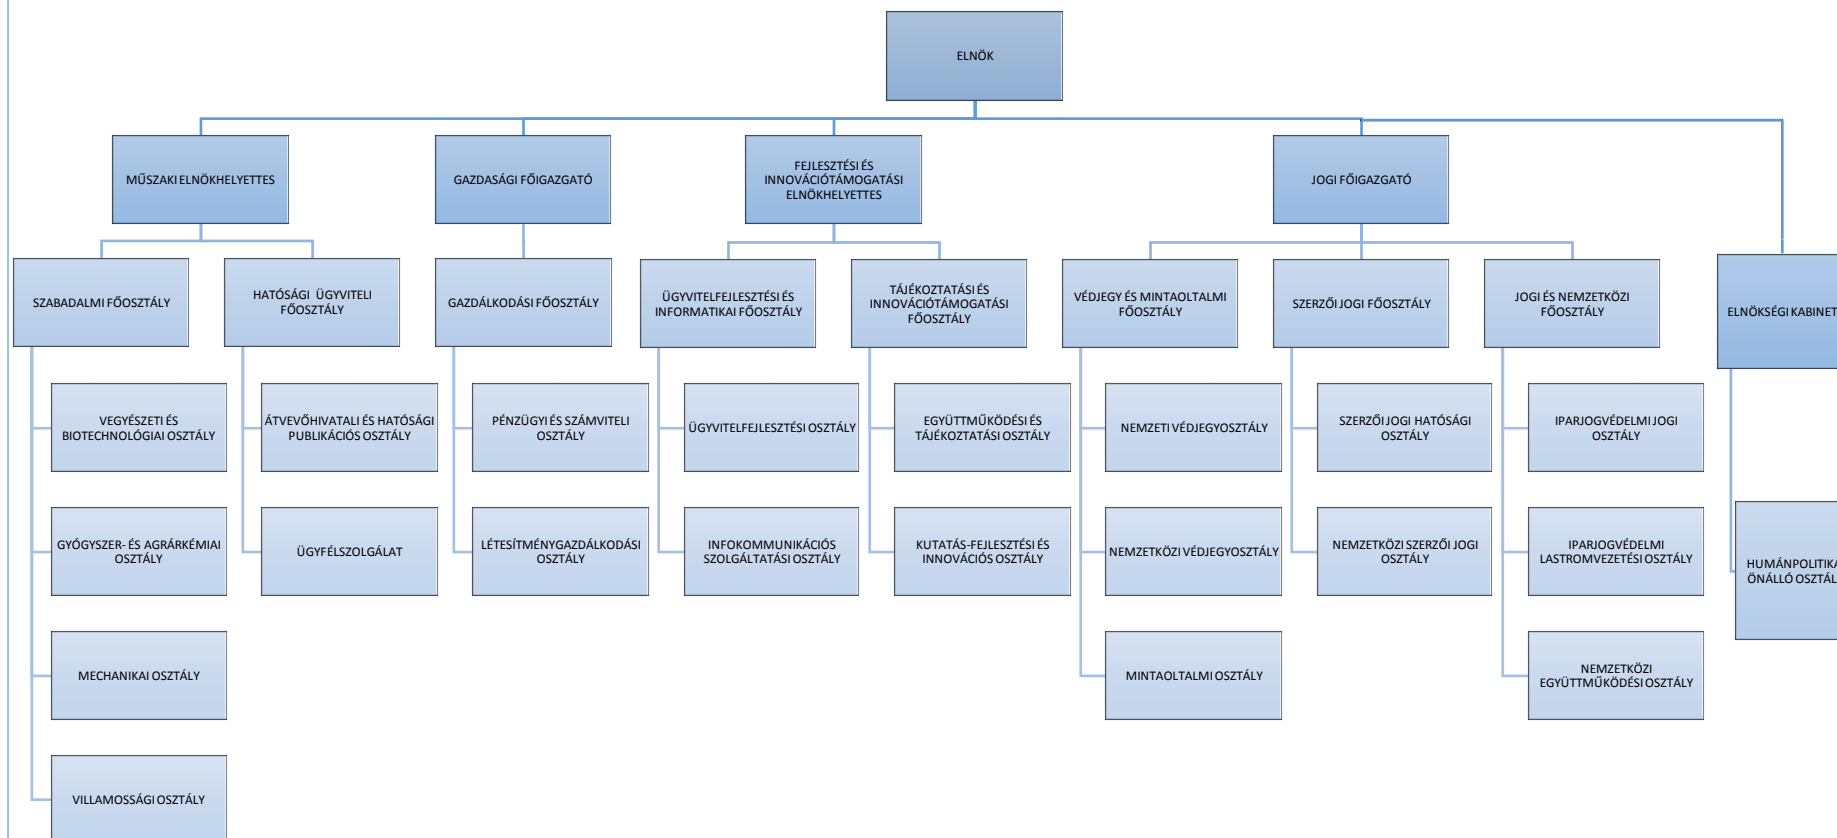 ELNÖK
MŰSZAKI ELNÖKHELYETTES
GAZDASÁGI FŐIGAZGATÓ
FEJLESZTÉSI ÉS
INNOVÁCIÓTÁMOGATÁSI
ELNÖKHELYETTES
JOGI FŐIGAZGATÓ
SZABADALMI FŐOSZTÁLY
HATÓSÁGI ÜGYVITELI
FŐOSZTÁLY
GAZDÁLKODÁSI FŐOSZTÁLY
ÜGYVITELFEJLESZTÉSI ÉS
INFORMATIKAI FŐOSZTÁLY
TÁJÉKOZTATÁSI ÉS
INNOVÁCIÓTÁMOGATÁSI
FŐOSZTÁLY
VÉDJEGY ÉS MINTAOLTALMI
FŐOSZTÁLY
SZERZŐI JOGI FŐOSZTÁLY
JOGI ÉS NEMZETKÖZI
FŐOSZTÁLY
ELNÖKSÉGI KABINET
VEGYÉSZETI ÉS
BIOTECHNOLÓGIAI OSZTÁLY
ÁTVEVŐHIVATALI ÉS HATÓSÁGI
PUBLIKÁCIÓS OSZTÁLY
PÉNZÜGYI ÉS SZÁMVITELI
OSZTÁLY
ÜGYVITELFEJLESZTÉSI OSZTÁLY
EGYÜTTMŰKÖDÉSI ÉS
TÁJÉKOZTATÁSI OSZTÁLY
NEMZETI VÉDJEGYOSZTÁLY
SZERZŐI JOGI HATÓSÁGI
OSZTÁLY
IPARJOGVÉDELMI JOGI
OSZTÁLY
GYÓGYSZER- ÉS AGRÁRKÉMIAI
OSZTÁLY
ÜGYFÉLSZOLGÁLAT
LÉTESÍTMÉNYGAZDÁLKODÁSI
OSZTÁLY
INFOKOMMUNIKÁCIÓS
SZOLGÁLTATÁSI OSZTÁLY
KUTATÁS-FEJLESZTÉSI ÉS
INNOVÁCIÓS OSZTÁLY
NEMZETKÖZI VÉDJEGYOSZTÁLY
NEMZETKÖZI SZERZŐI JOGI
OSZTÁLY
IPARJOGVÉDELMI
LASTROMVEZETÉSI OSZTÁLY
HUMÁNPOLITIKA
ÖNÁLLÓ OSZTÁL
MECHANIKAI OSZTÁLY
MINTAOLTALMI OSZTÁLY
NEMZETKÖZI
EGYÜTTMŰKÖDÉSI OSZTÁLY
VILLAMOSSÁGI OSZTÁLY